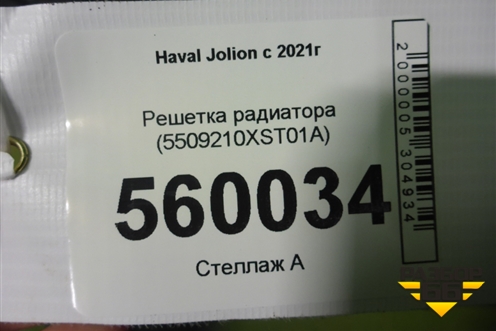 Haval Jolion с 2021г
Решетка радиатора
(5509210XST01A)
560034
Стеллаж А
2000005304934